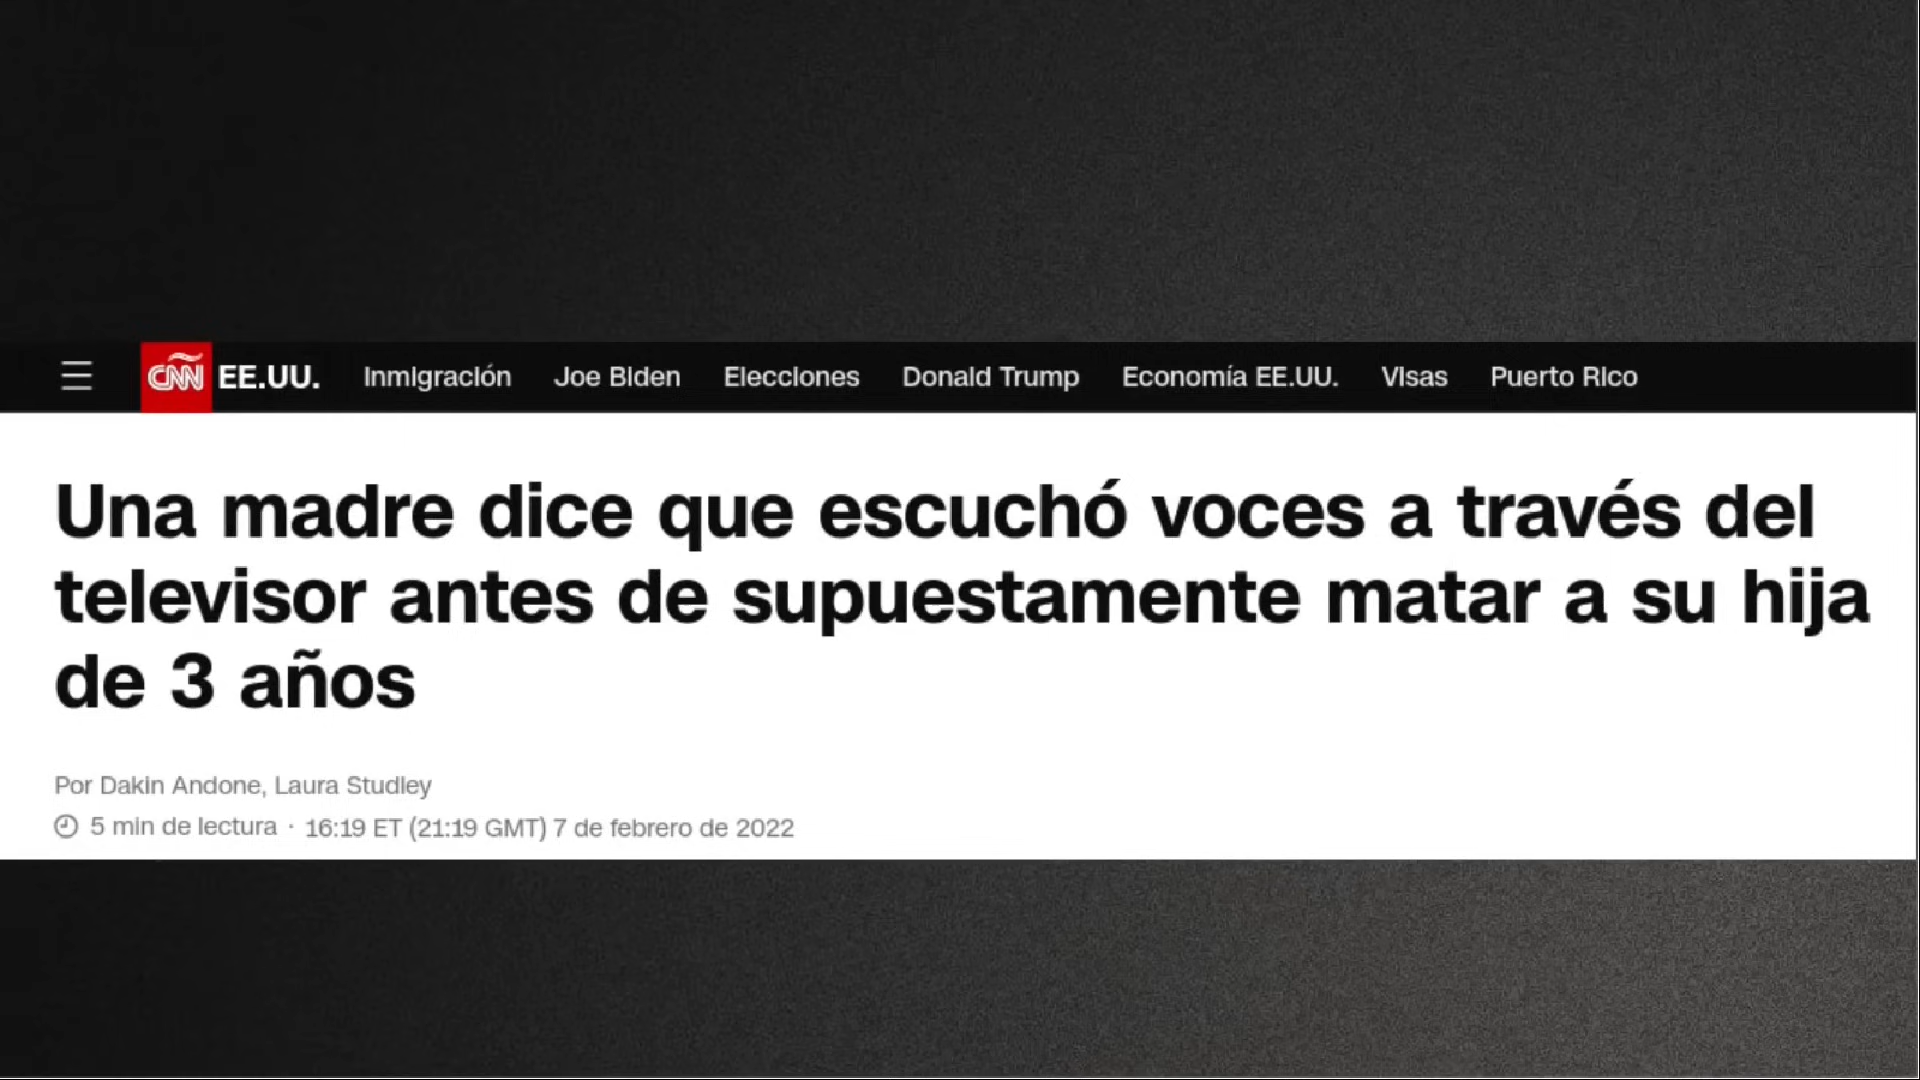 CNN EE.UU. Inmigración Joe Biden Elecciones Donald Trump Economía EE.UU. Visas Puerto Rico
Una madre dice que escuchó voces a través del
televisor antes de supuestamente matar a su hija
de 3 años
Por Dakin Andone, Laura Studley
5 min de lectura · 16:19 ET (21:19 GMT) 7 de febrero de 2022